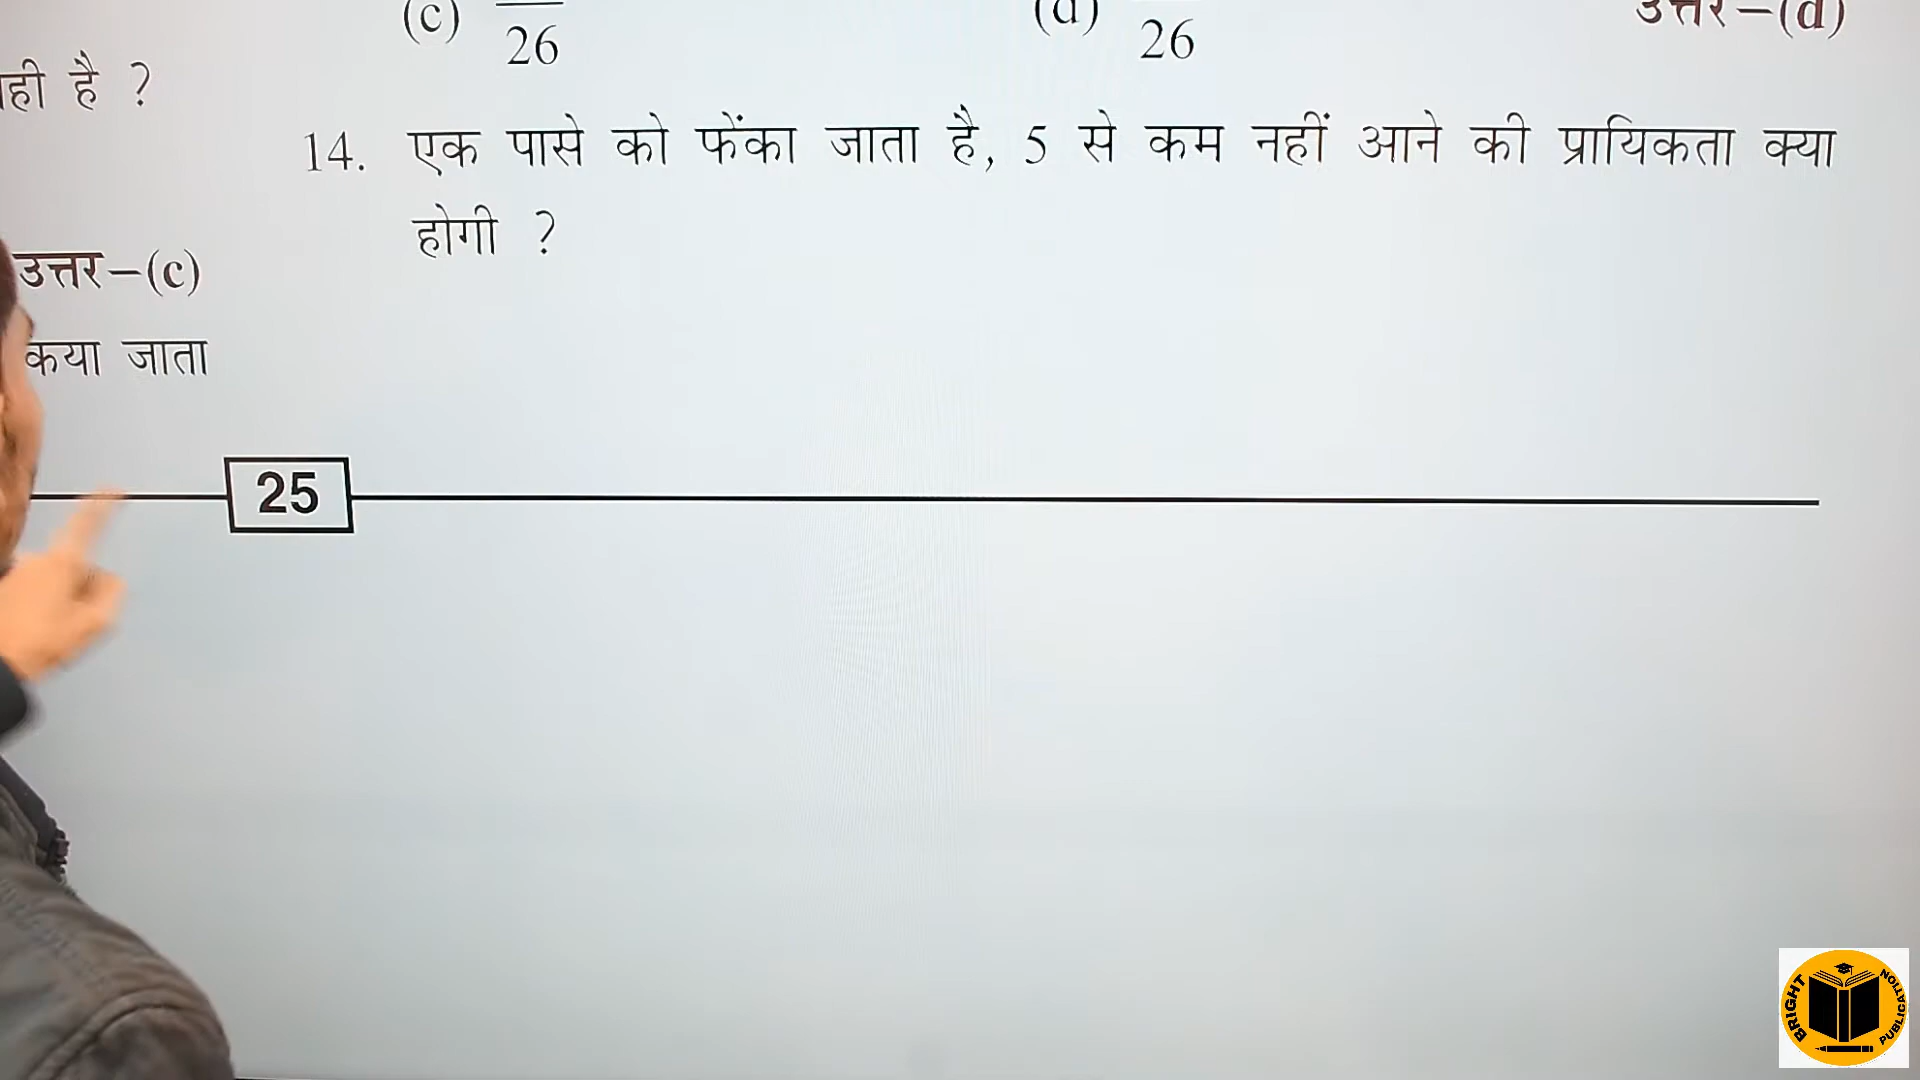 (c) 26 (d) 26 उत्तर–(d)
ही है ?
14. एक पासे को फेंका जाता है, 5 से कम नहीं आने की प्रायिकता क्या
होगी ?
उत्तर–(c)
कया जाता
25
BRIGHT PUBLICATION